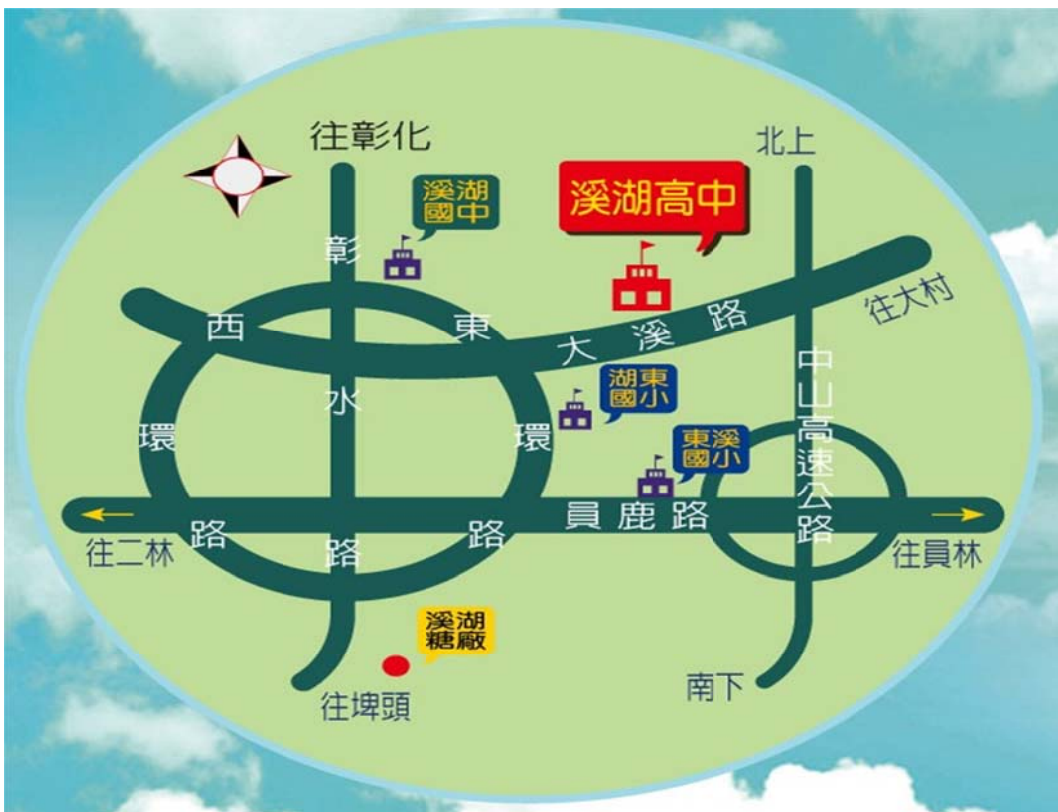 往彰化
北上
溪湖
國中
溪湖高中
彰水路
西環路
東環路
大溪路
往大村
湖東
國小
東溪
國小
中山高速公路
員鹿路
往二林
往員林
溪湖
糖廠
往埤頭
南下